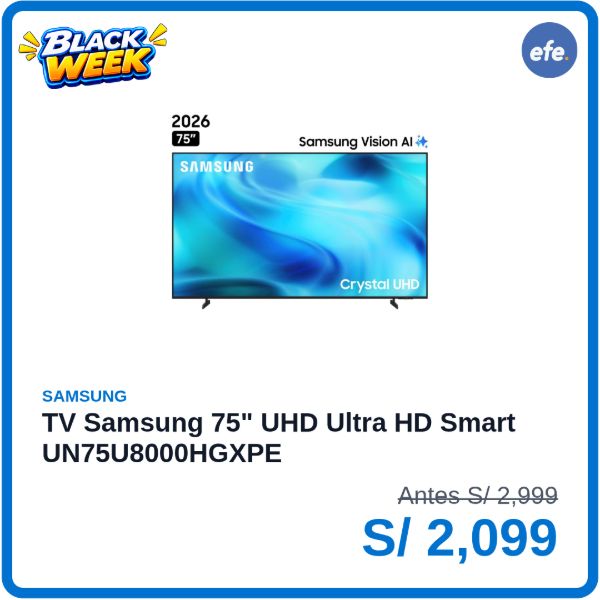 BLACK
WEEK
efe.
2026
75"
Samsung Vision AI
SAMSUNG
Crystal UHD
SAMSUNG
TV Samsung 75" UHD Ultra HD Smart
UN75U8000HGXPE
Antes S/ 2,999
S/ 2,099